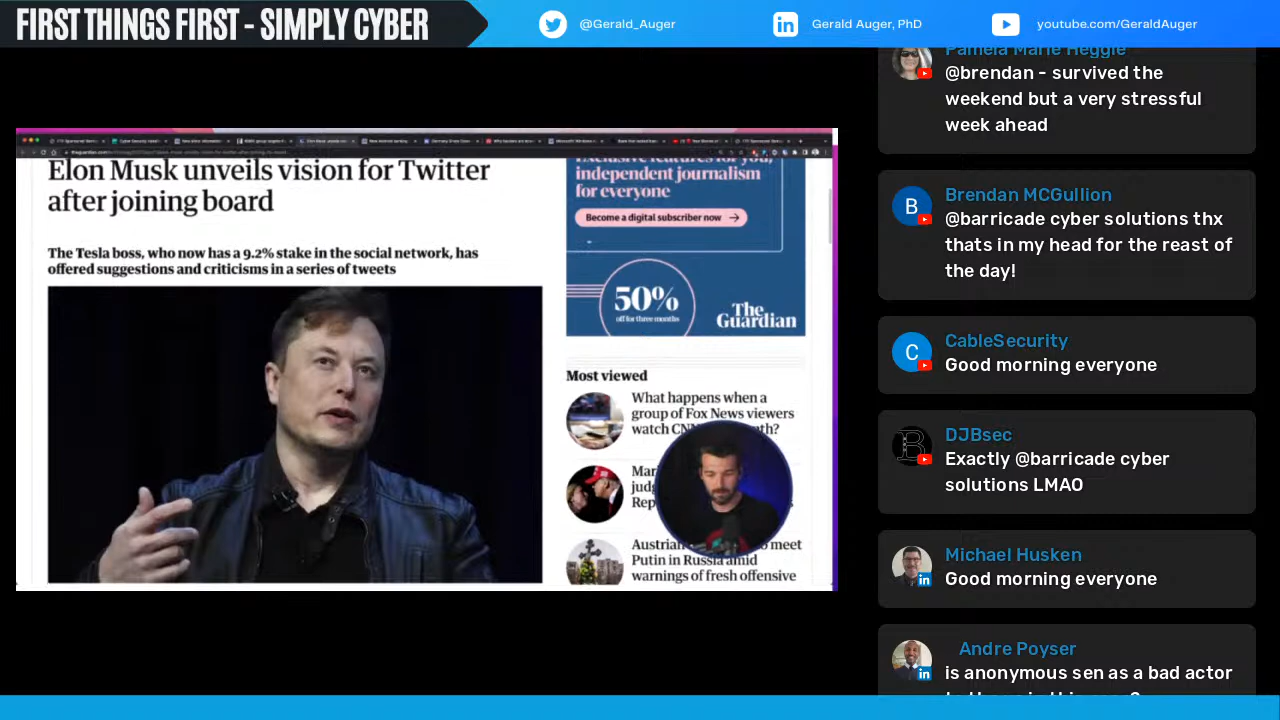 FIRST THINGS FIRST - SIMPLY CYBER
@Gerald_Auger
Gerald Auger, PhD
youtube.com/GeraldAuger
Elon Musk unveils vision for Twitter
after joining board
The Tesla boss, who now has a 9.2% stake in the social network, has
offered suggestions and criticisms in a series of tweets
Exclusive features for you,
independent journalism
for everyone
Become a digital subscriber now
50%
off for three months
The
Guardian
Most viewed
What happens when a
group of Fox News viewers
watch
Austrian
meet
Putin in Russia amid
warnings of fresh offensive
Pamela Marie Heggie
@brendan - survived the
weekend but a very stressful
week ahead
B
Brendan MCGullion
@barricade cyber solutions thx
thats in my head for the reast of
the day!
C
CableSecurity
Good morning everyone
B
DJBsec
Exactly @barricade cyber
solutions LMAO
Michael Husken
Good morning everyone
Andre Poyser
is anonymous sen as a bad actor